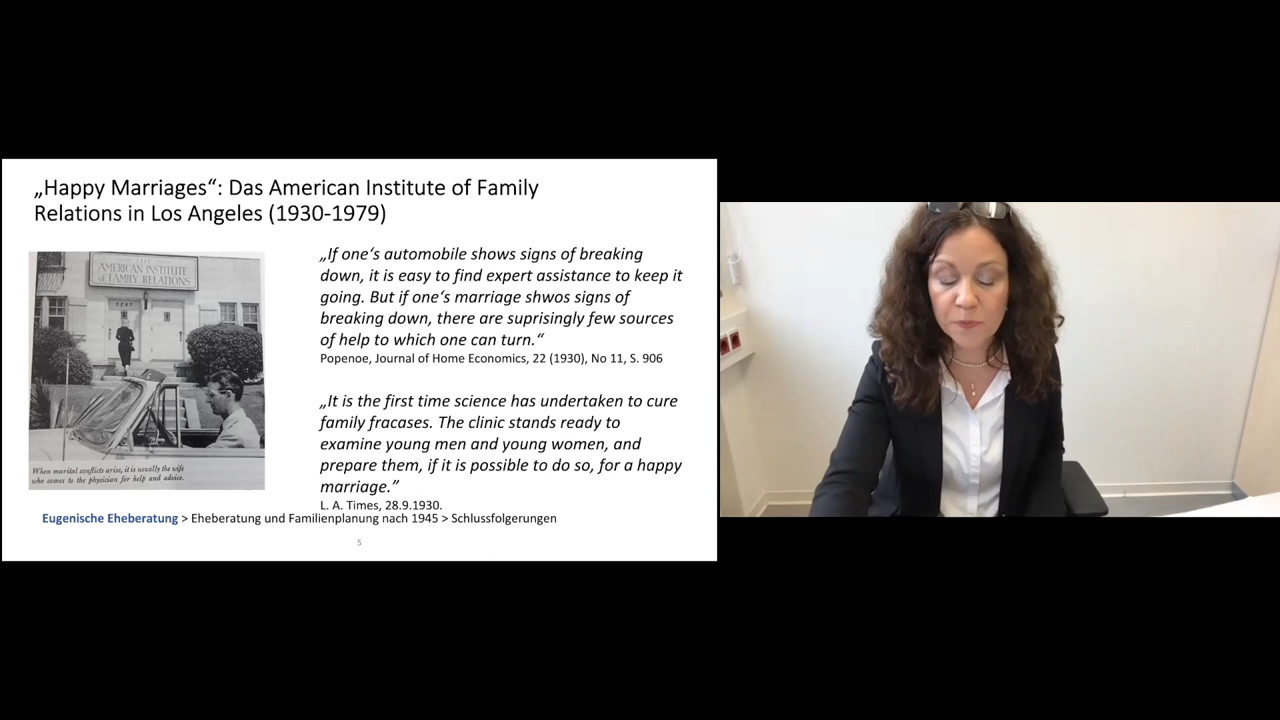 „Happy Marriages“: Das American Institute of Family
Relations in Los Angeles (1930-1979)
THE
AMERICAN INSTITUTE
of FAMILY RELATIONS
5287
When marital conflicts arise, it is usually the wife
who comes to the physician for help and advice.
„If one‘s automobile shows signs of breaking
down, it is easy to find expert assistance to keep it
going. But if one‘s marriage shwos signs of
breaking down, there are suprisingly few sources
of help to which one can turn.“
Popenoe, Journal of Home Economics, 22 (1930), No 11, S. 906
„It is the first time science has undertaken to cure
family fracases. The clinic stands ready to
examine young men and young women, and
prepare them, if it is possible to do so, for a happy
marriage.”
L. A. Times, 28.9.1930.
Eugenische Eheberatung > Eheberatung und Familienplanung nach 1945 > Schlussfolgerungen
5